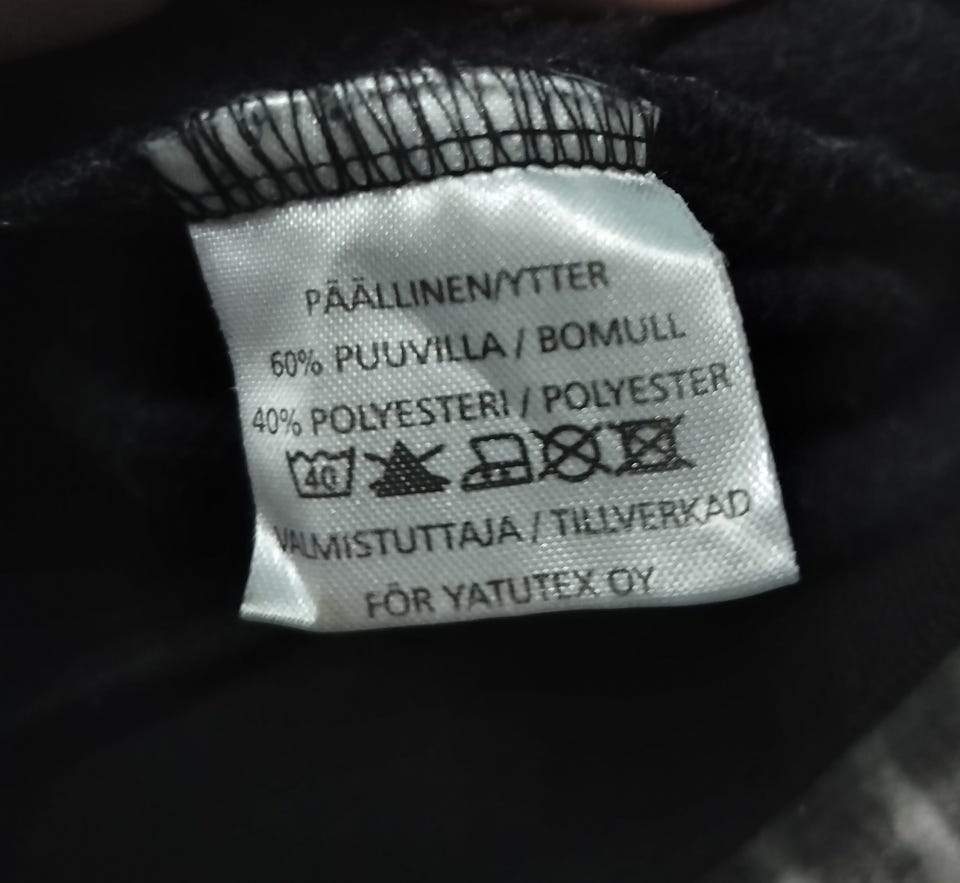 PÄÄLLINEN/YTTER
60% PUUVILLA / BOMULL
40% POLYESTERI / POLYESTER
40
VALMISTUTTAJA / TILLVERKAD
FÖR YATUTEX OY